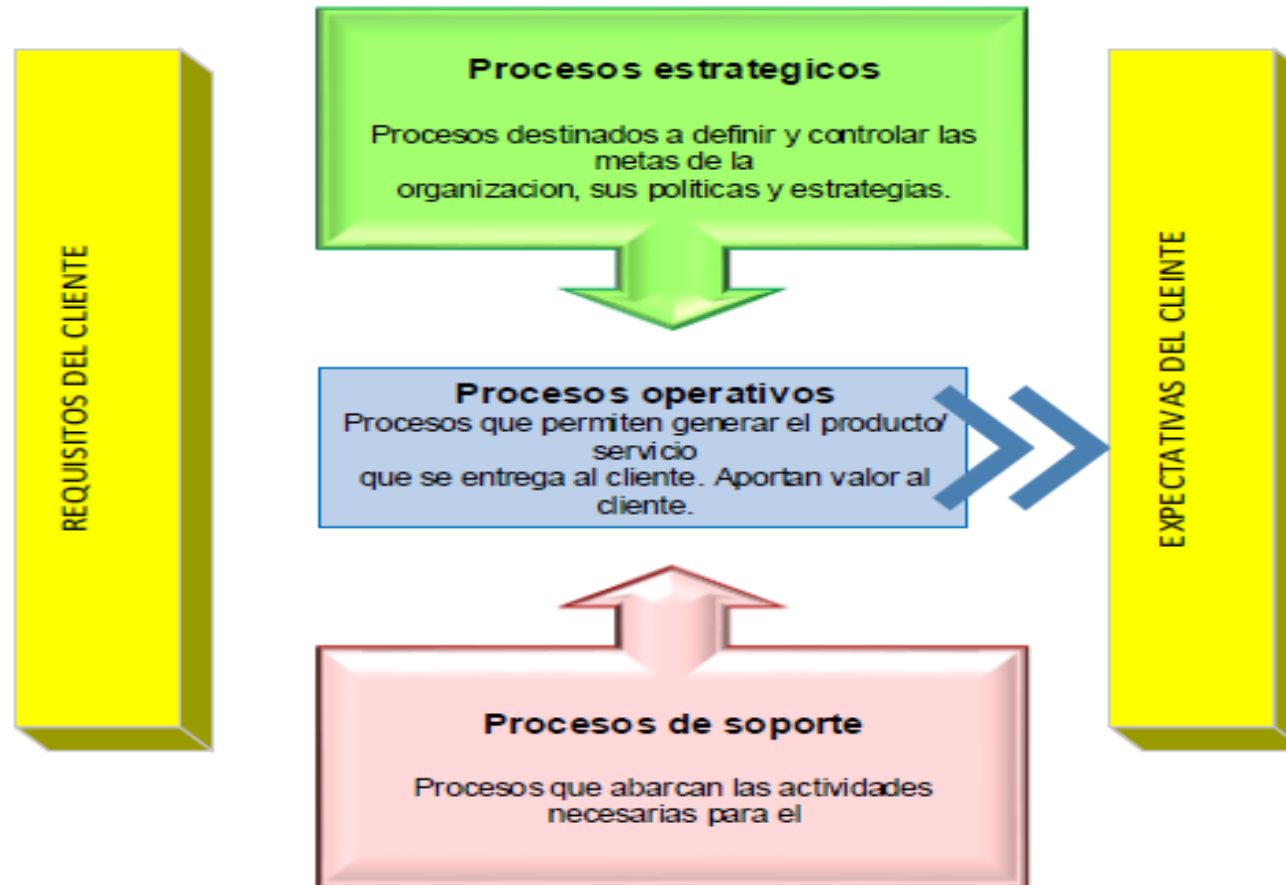 REQUISITOS DEL CLIENTE
Procesos estrategicos
Procesos destinados a definir y controlar las
metas de la
organizacion, sus politicas y estrategias.
Procesos operativos
Procesos que permiten generar el producto/
servicio
que se entrega al cliente. Aportan valor al
cliente.
Procesos de soporte
Procesos que abarcan las actividades
necesarias para el
EXPECTATIVAS DEL CLEINTE